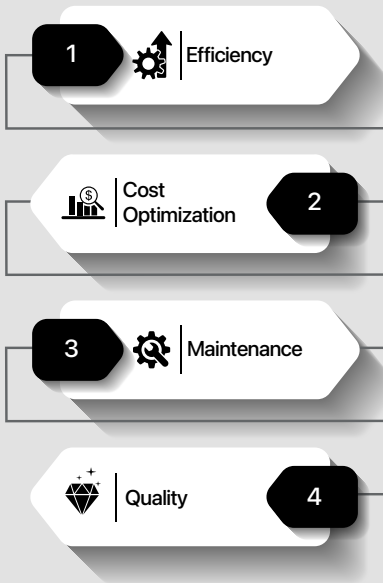 1
Efficiency
$
Cost
Optimization
2
3
Maintenance
Quality
4